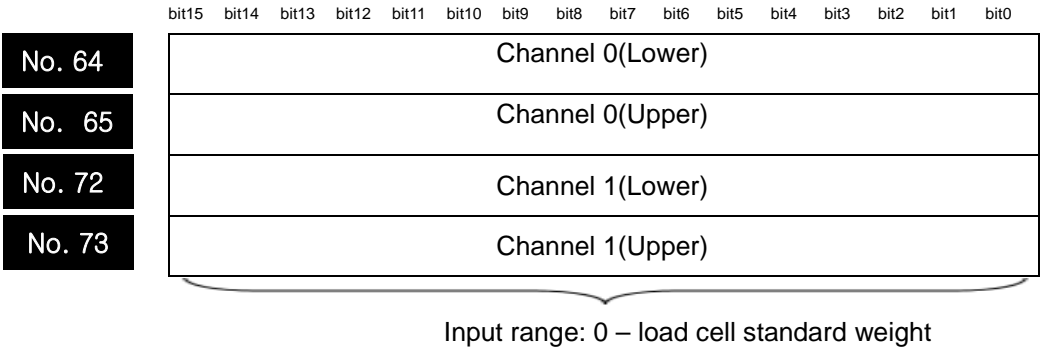 bit15 bit14 bit13 bit12 bit11 bit10 bit9 bit8 bit7 bit6 bit5 bit4 bit3 bit2 bit1 bit0
No. 64 Channel 0(Lower)
No. 65 Channel 0(Upper)
No. 72 Channel 1(Lower)
No. 73 Channel 1(Upper)
Input range: 0 – load cell standard weight